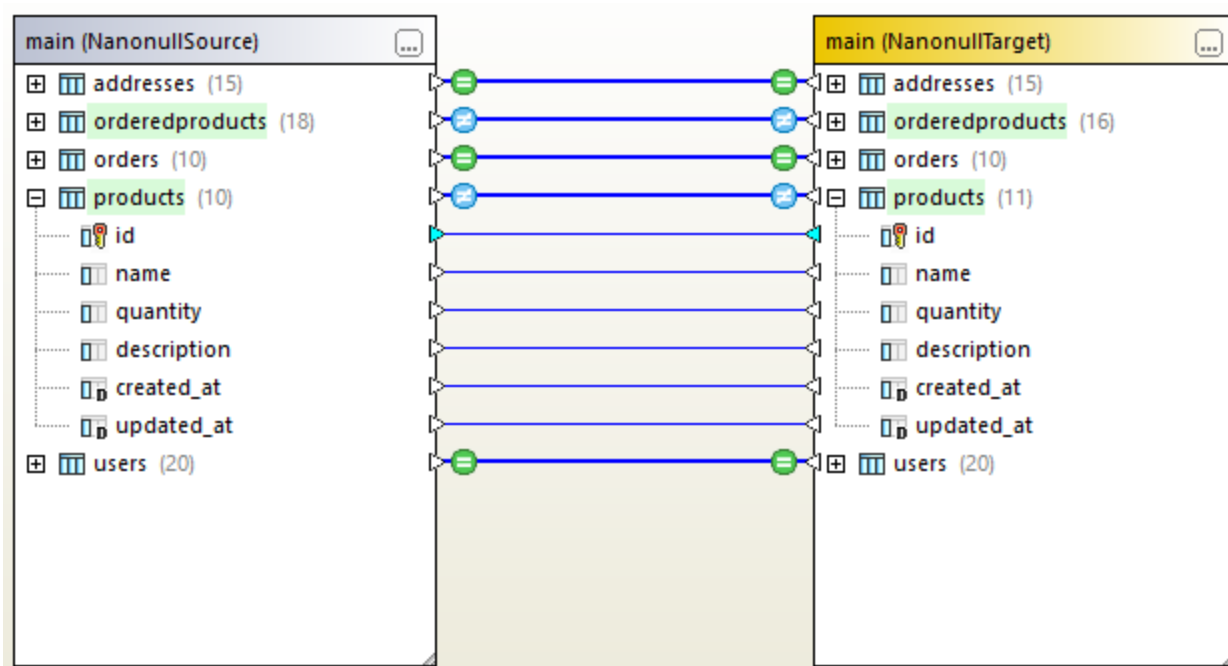 main (NanonullSource)
...
addresses (15)
orderedproducts (18)
orders (10)
products (10)
id
name
quantity
description
created_at
updated_at
users (20)
main (NanonullTarget)
...
addresses (15)
orderedproducts (16)
orders (10)
products (11)
id
name
quantity
description
created_at
updated_at
users (20)